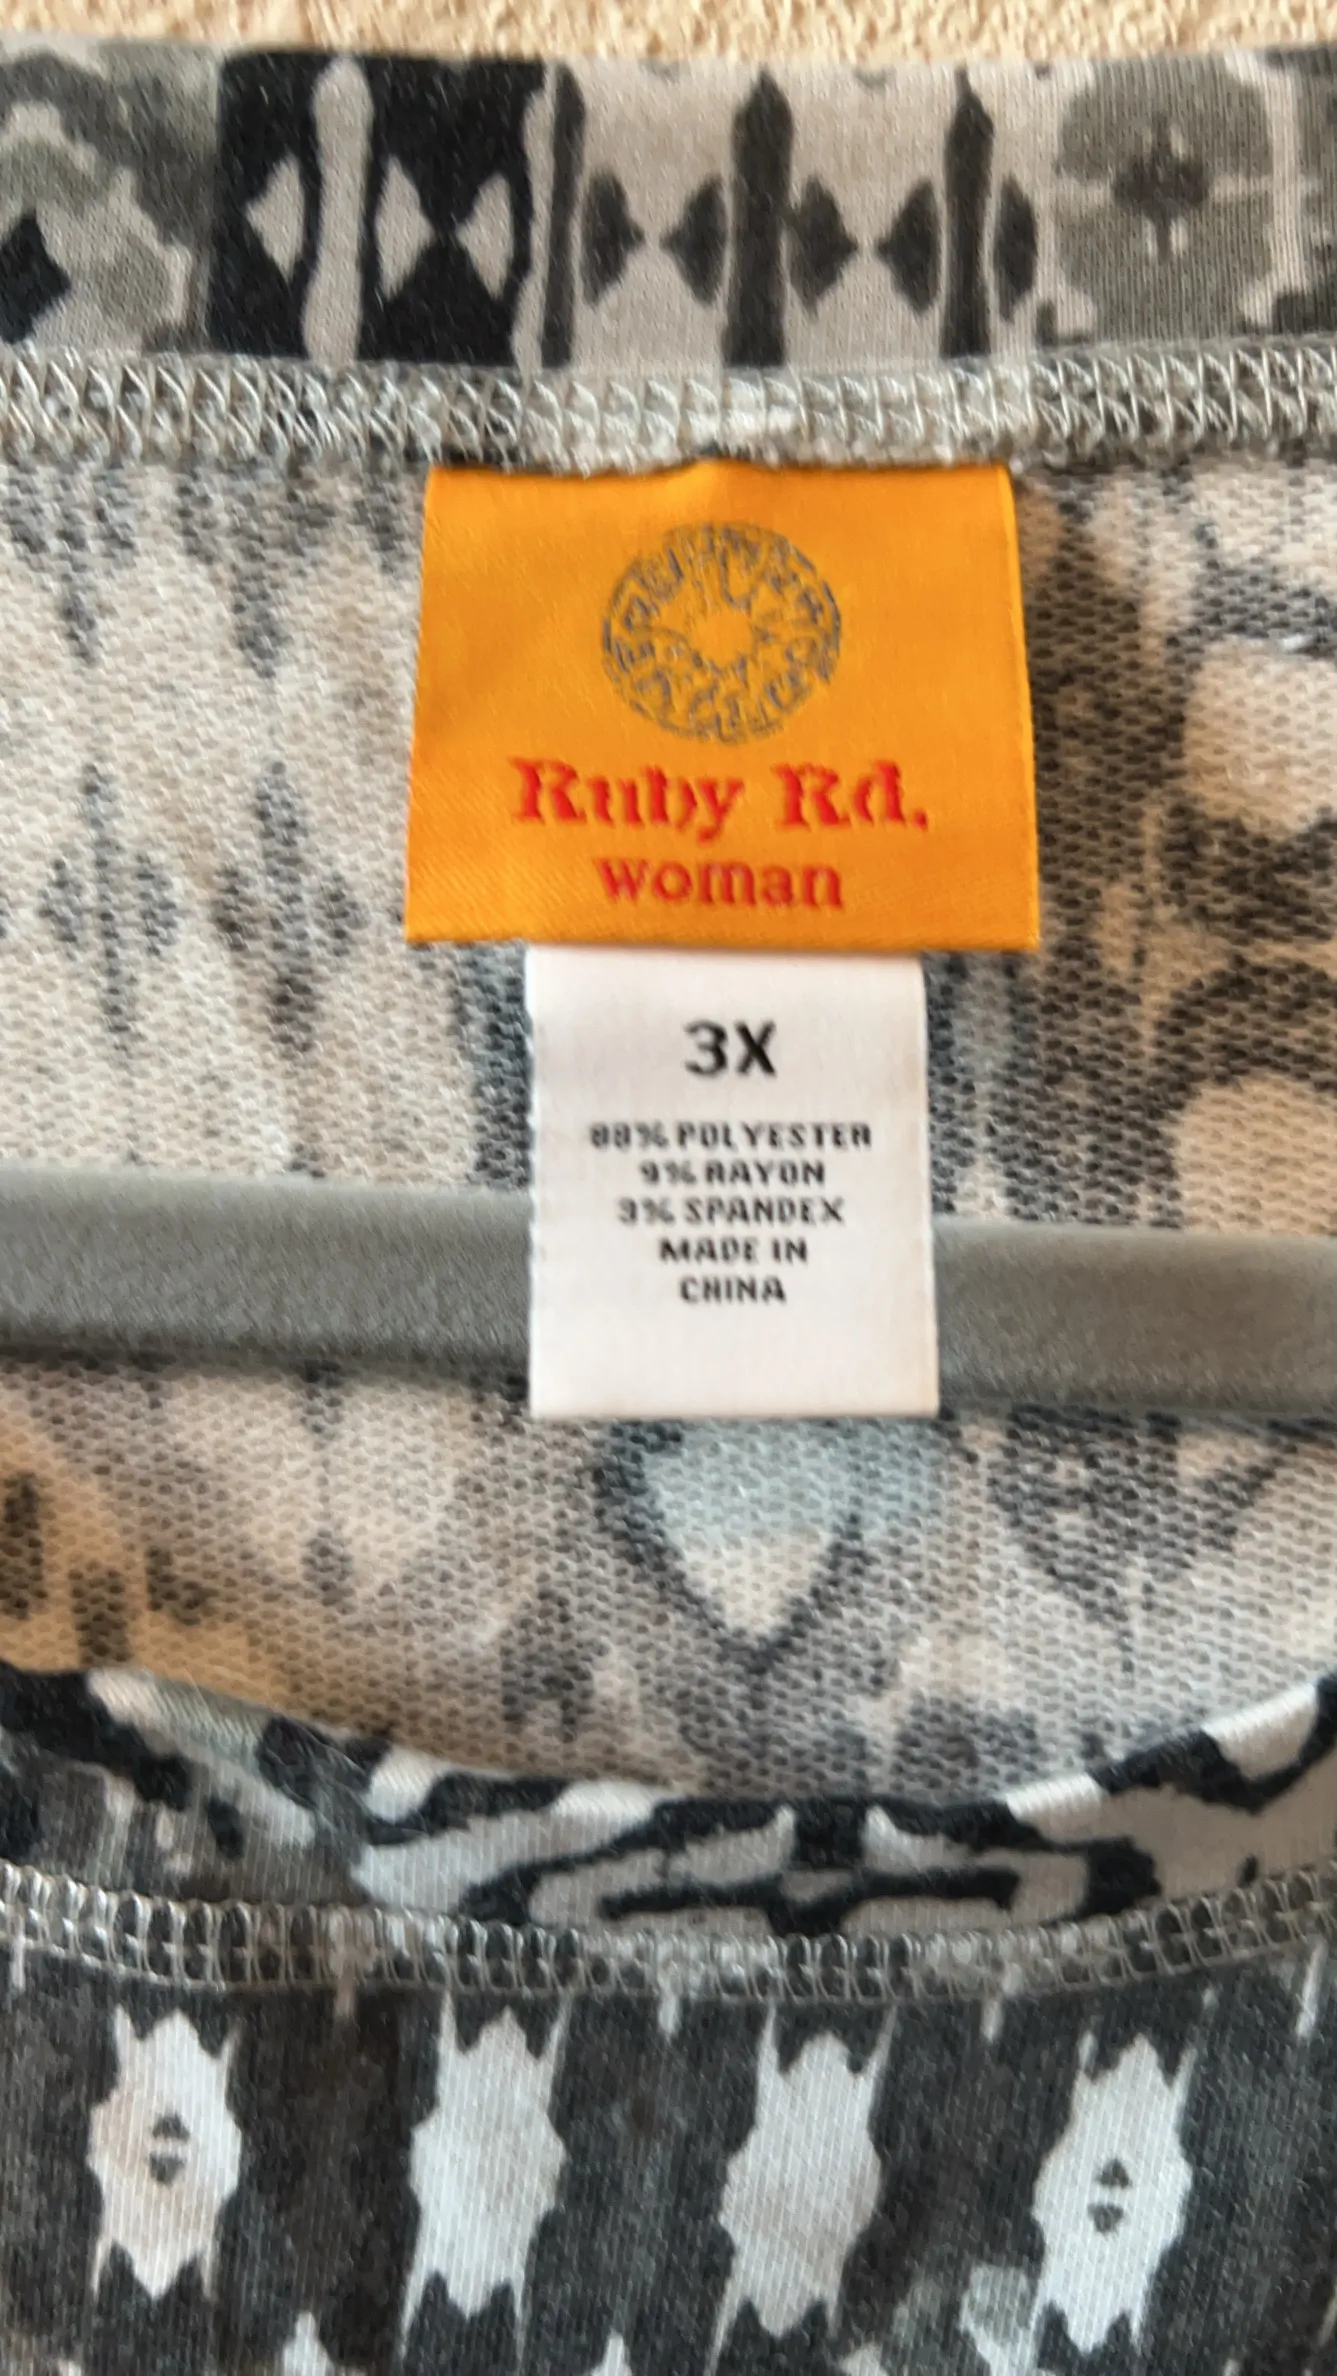 Ruby Rd.
woman
3X
88% POLYESTER
9% RAYON
3% SPANDEX
MADE IN
CHINA